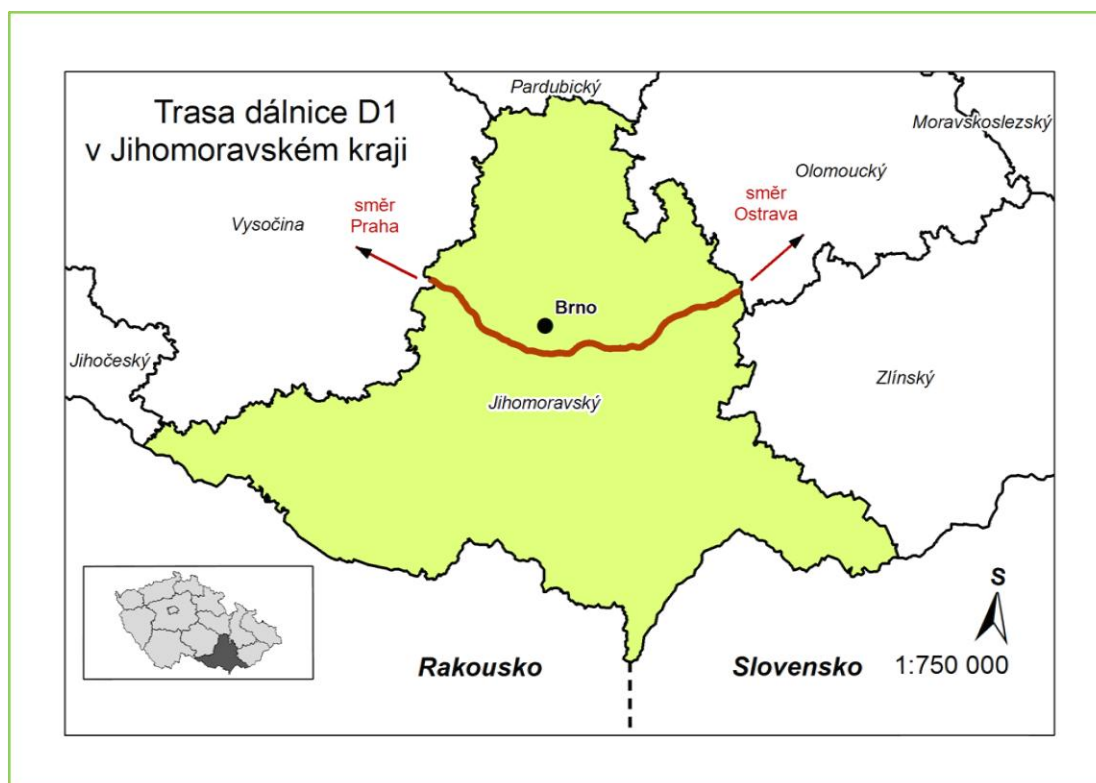 Trasa dálnice D1
v Jihomoravském kraji
Pardubický
Moravskoslezský
Olomoucký
směr
Ostrava
směr
Praha
Vysočina
Brno
Jihočeský
Zlínský
Jihomoravský
S
1:750 000
Rakousko
Slovensko